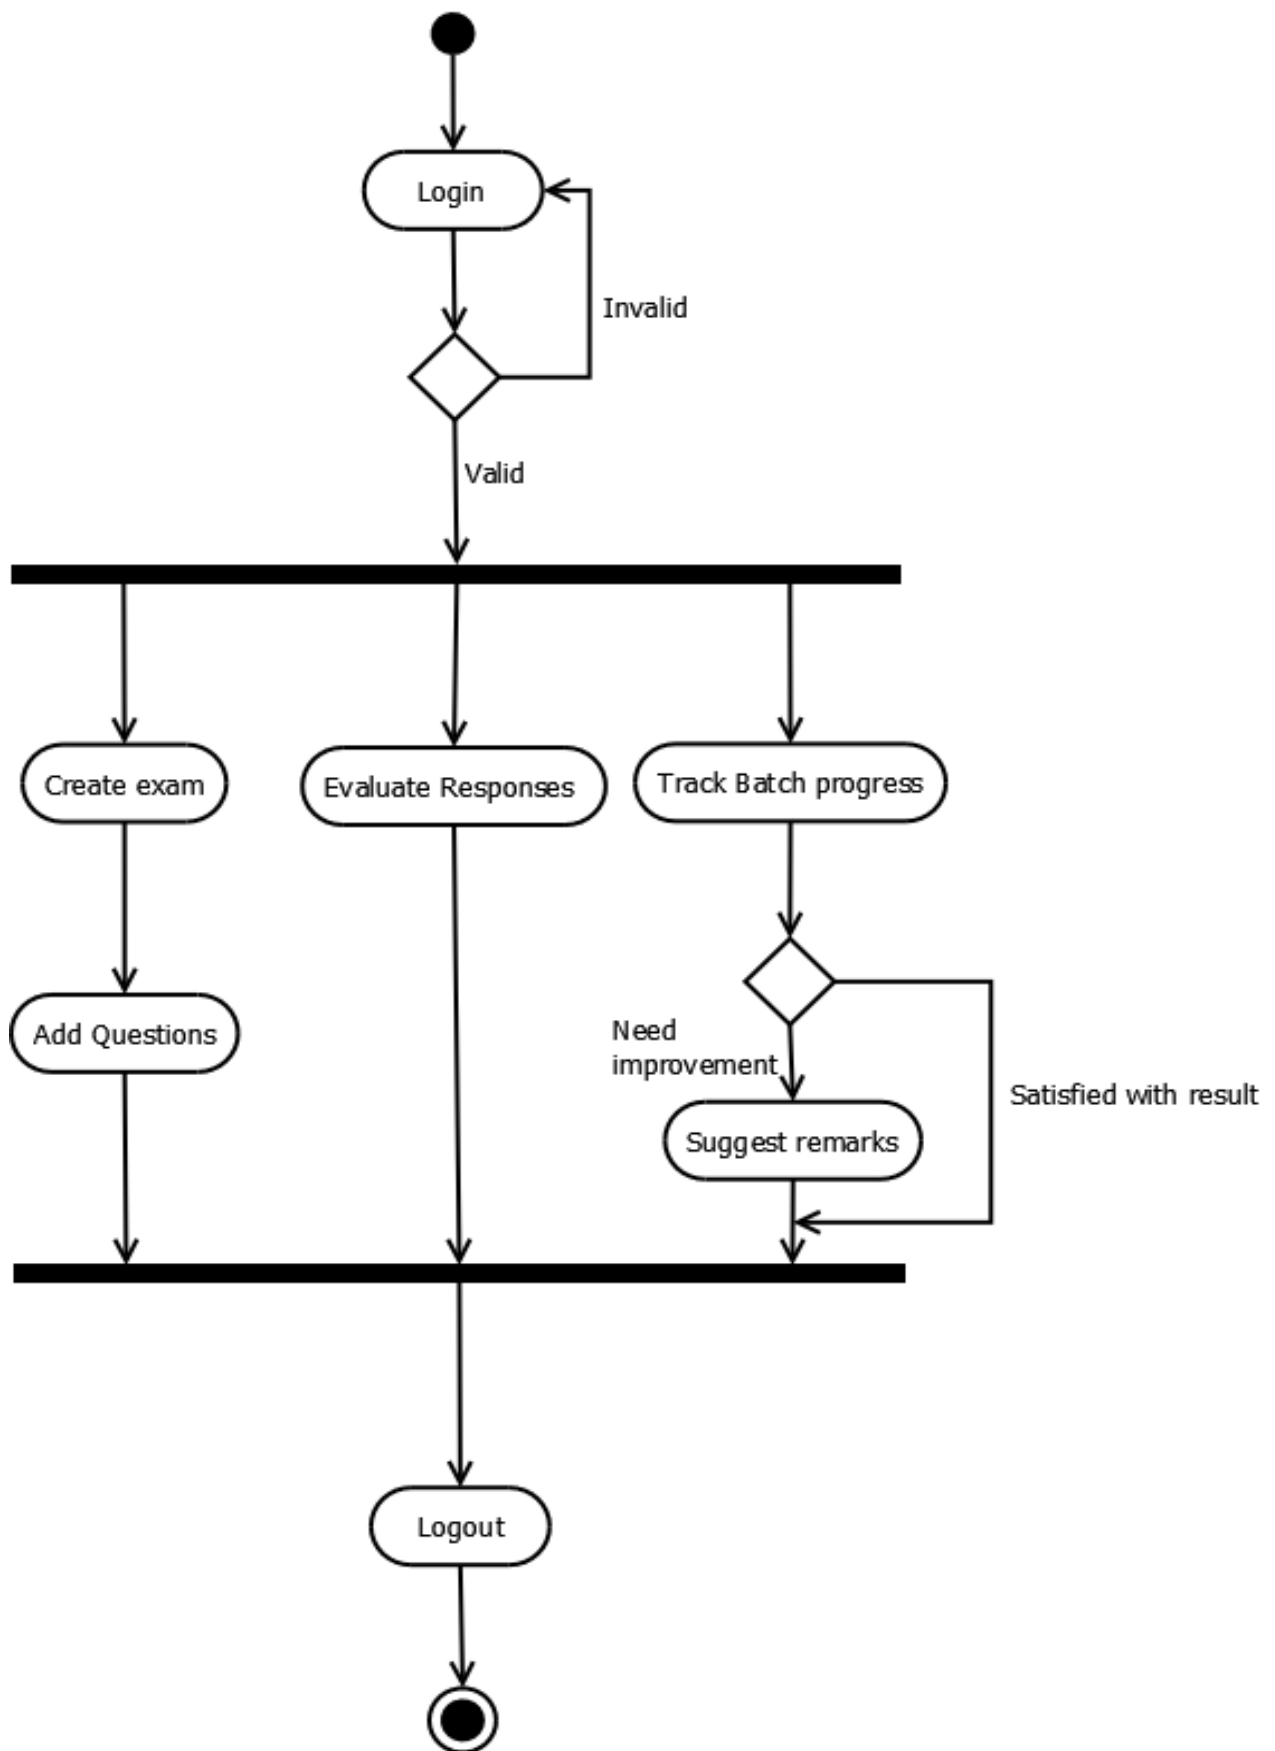 Login
Invalid
Valid
Create exam
Evaluate Responses
Track Batch progress
Add Questions
Need
improvement
Satisfied with result
Suggest remarks
Logout